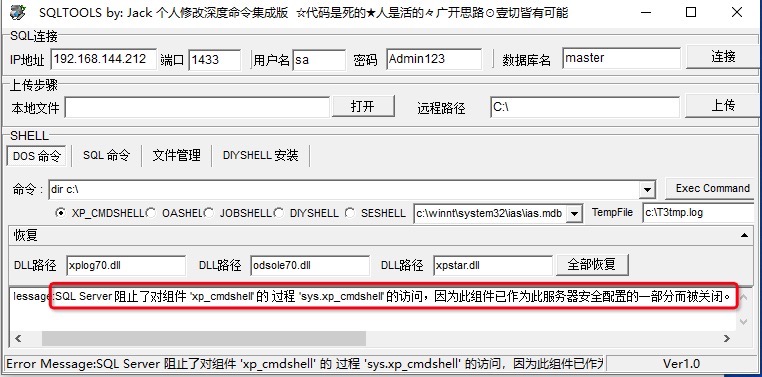 SQLTOOLS by: Jack 个人修改深度命令集成版 ☆代码是死的★人是活的々广开思路⊙壹切皆有可能
SQL连接
IP地址 192.168.144.212 端口 1433 用户名 sa 密码 Admin123 数据库名 master 连接
上传步骤
本地文件 打开 远程路径 C:\ 上传
SHELL
DOS 命令 SQL 命令 文件管理 DIYSHELL 安装
命令 : dir c:\ Exec Command
XP_CMDSHELL OASHEL JOBSHELL DIYSHELL SESHELL c:\winnt\system32\ias\ias.mdb TempFile c:\T3tmp.log
恢复
DLL路径 xplog70.dll DLL路径 odsole70.dll DLL路径 xpstar.dll 全部恢复
lessage:SQL Server 阻止了对组件 'xp_cmdshell' 的 过程 'sys.xp_cmdshell' 的访问，因为此组件已作为此服务器安全配置的一部分而被关闭。
Error Message:SQL Server 阻止了对组件 'xp_cmdshell' 的 过程 'sys.xp_cmdshell' 的访问，因为此组件已作为 Ver1.0